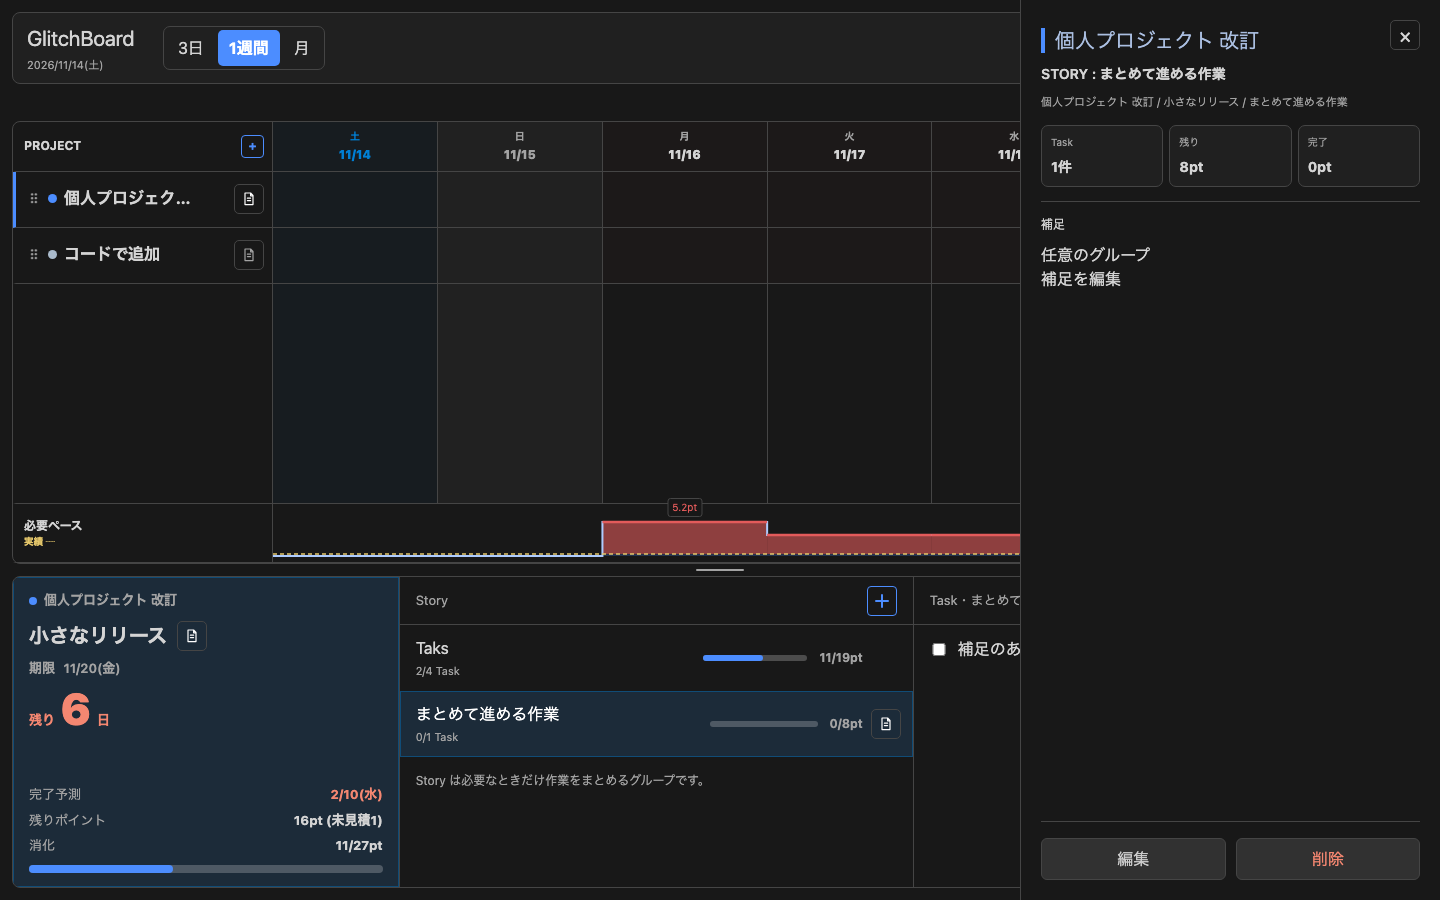 GlitchBoard
2026/11/14(土)
3日
1週間
月
PROJECT
土
11/14
日
11/15
月
11/16
火
11/17
水
個人プロジェク...
コードで追加
必要ペース
実績 ---
5.2pt
個人プロジェクト 改訂
小さなリリース
期限 11/20(金)
残り 6 日
完了予測 2/10(水)
残りポイント 16pt (未見積1)
消化 11/27pt
Story
Taks
2/4 Task
11/19pt
まとめて進める作業
0/1 Task
0/8pt
Story は必要なときだけ作業をまとめるグループです。
Task・まとめて
補足のあ
個人プロジェクト 改訂
STORY : まとめて進める作業
個人プロジェクト 改訂 / 小さなリリース / まとめて進める作業
Task
1件
残り
8pt
完了
0pt
補足
任意のグループ
補足を編集
編集
削除